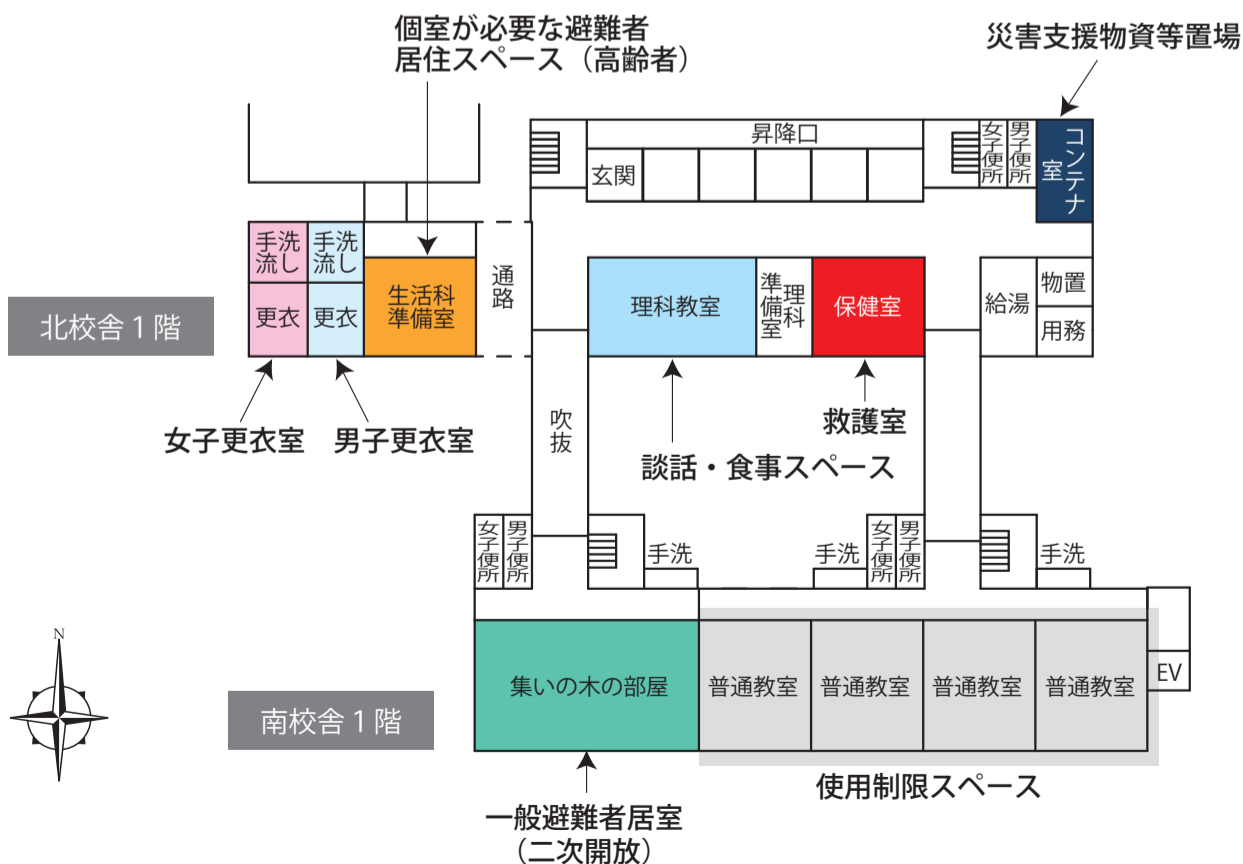 個室が必要な避難者
居住スペース（高齢者）
災害支援物資等置場
昇降口
玄関
女子便所
男子便所
コンテナ室
手洗
流し
手洗
流し
更衣
更衣
生活科
準備室
通路
理科教室
理科準備室
保健室
給湯
物置
用務
北校舎１階
女子更衣室
男子更衣室
吹抜
救護室
談話・食事スペース
女子便所
男子便所
手洗
手洗
女子便所
男子便所
手洗
N
集いの木の部屋
普通教室
普通教室
普通教室
普通教室
EV
南校舎１階
使用制限スペース
一般避難者居室
（二次開放）